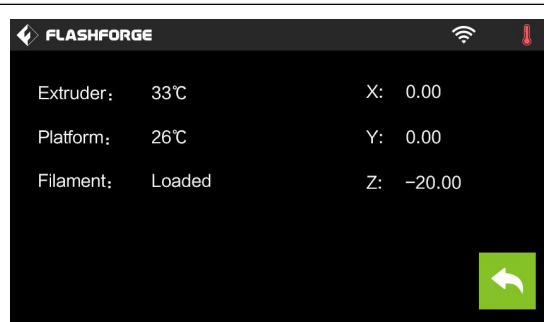 FLASHFORGE
Extruder: 33℃ X: 0.00
Platform: 26℃ Y: 0.00
Filament: Loaded Z: -20.00